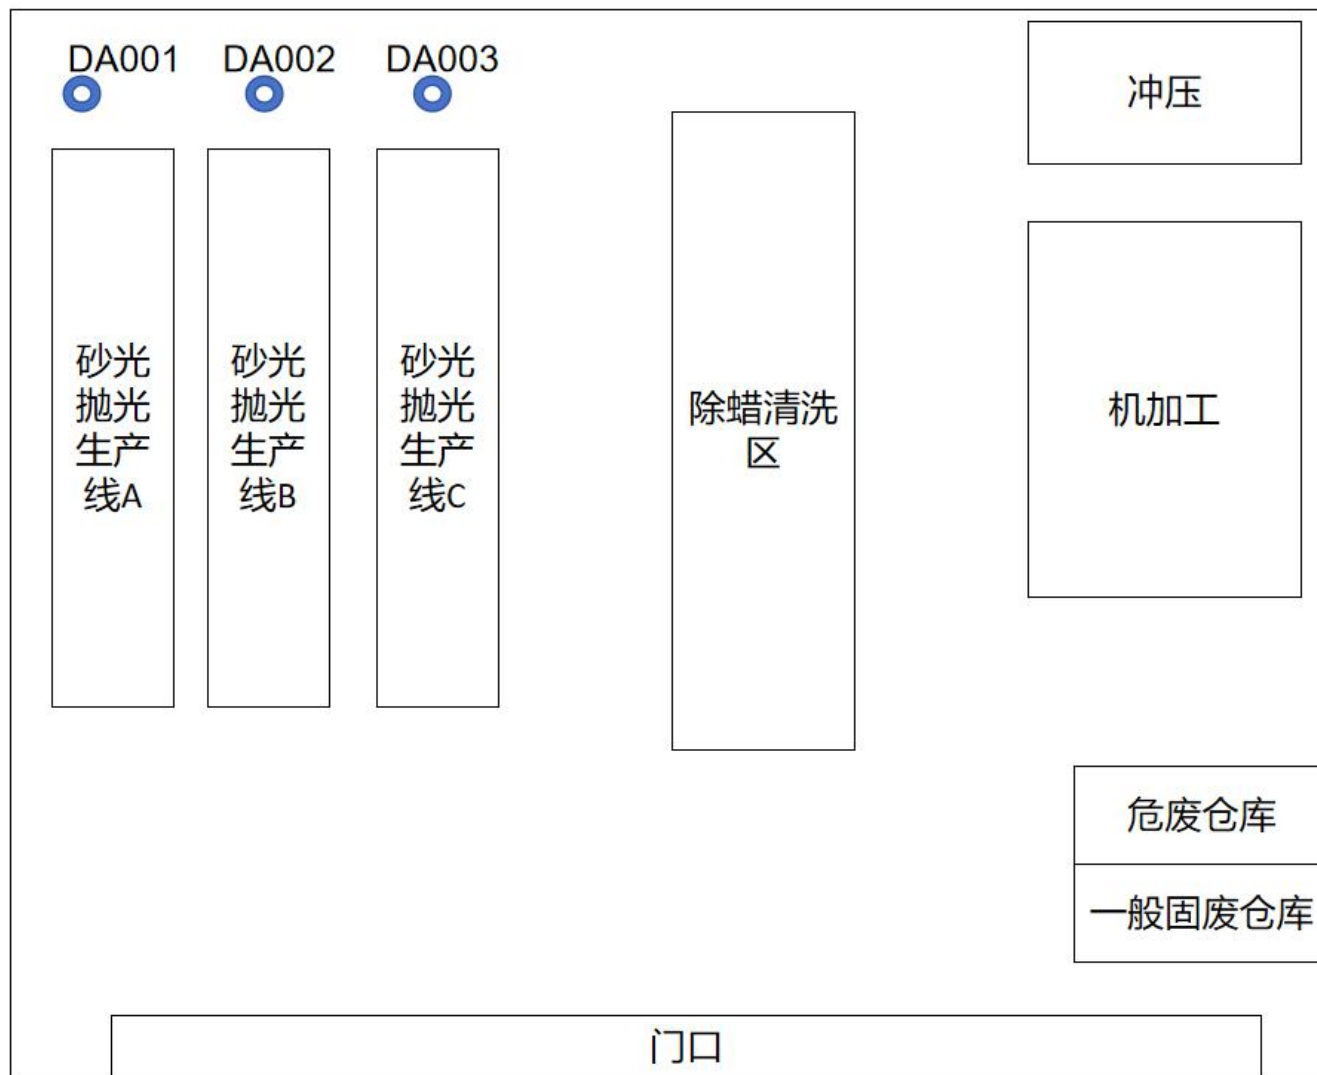 DA001
DA002
DA003
冲压
砂光
抛光
生产
线A
砂光
抛光
生产
线B
砂光
抛光
生产
线C
除蜡清洗
区
机加工
危废仓库
一般固废仓库
门口